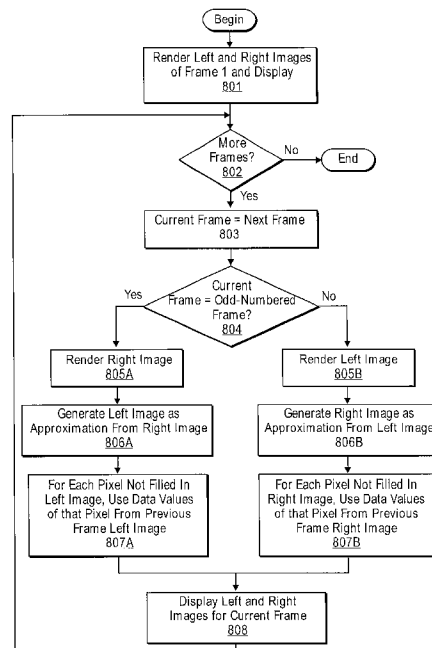 Begin
Render Left and Right Images
of Frame 1 and Display
801
More
Frames?
802
No
End
Yes
Current Frame = Next Frame
803
Current
Frame = Odd-Numbered
Frame?
804
Yes
No
Render Right Image
805A
Render Left Image
805B
Generate Left Image as
Approximation From Right Image
806A
Generate Right Image as
Approximation From Left Image
806B
For Each Pixel Not Filled In
Left Image, Use Data Values
of that Pixel From Previous
Frame Left Image
807A
For Each Pixel Not Filled In
Right Image, Use Data Values
of that Pixel From Previous
Frame Right Image
807B
Display Left and Right
Images for Current Frame
808